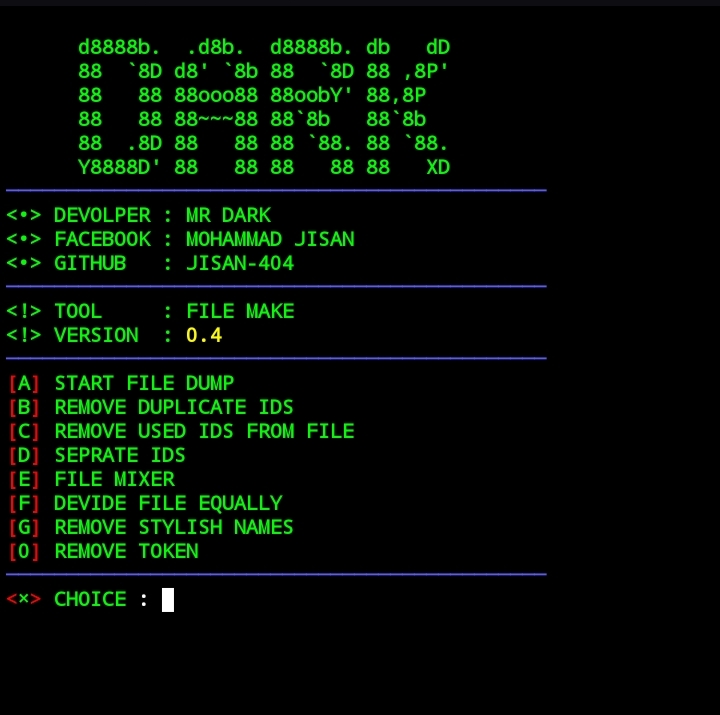 d8888b.  .d8b.  d8888b. db   dD
88  `8D d8' `8b 88  `8D 88 ,8P'
88   88 88ooo88 88oobY' 88,8P
88   88 88~~~88 88`8b   88`8b
88  .8D 88   88 88 `88. 88 `88.
Y8888D' 88   88 88   88 88   XD
<•> DEVOLPER : MR DARK
<•> FACEBOOK : MOHAMMAD JISAN
<•> GITHUB   : JISAN-404
<!> TOOL     : FILE MAKE
<!> VERSION  : 0.4
[A] START FILE DUMP
[B] REMOVE DUPLICATE IDS
[C] REMOVE USED IDS FROM FILE
[D] SEPRATE IDS
[E] FILE MIXER
[F] DEVIDE FILE EQUALLY
[G] REMOVE STYLISH NAMES
[0] REMOVE TOKEN
<×> CHOICE :